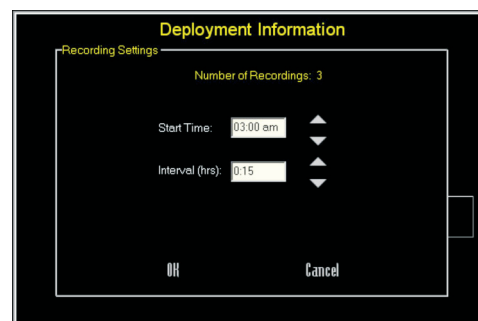 Deployment Information
Recording Settings
Number of Recordings: 3
Start Time: 03:00 am
Interval (hrs): 0:15
OK Cancel